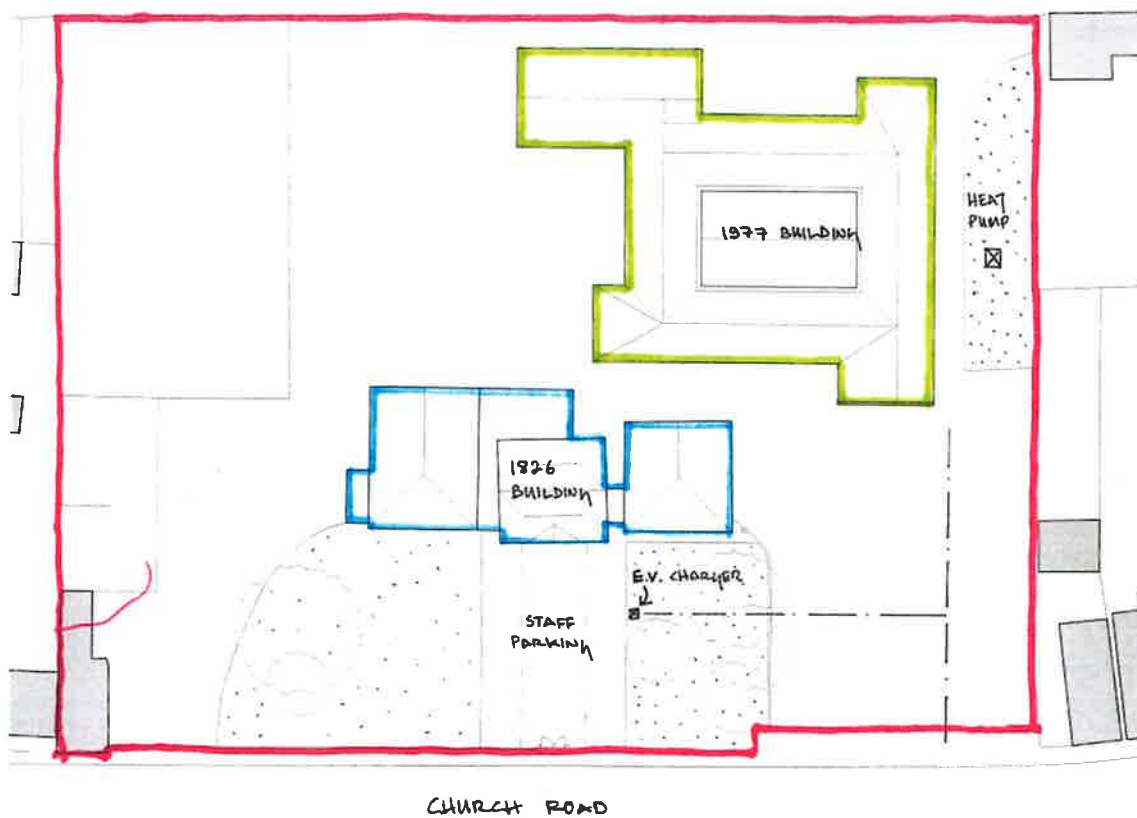 HEAT
PUMP
1977 BUILDING
1826
BUILDING
E.V. CHARGER
STAFF
PARKING
CHURCH ROAD